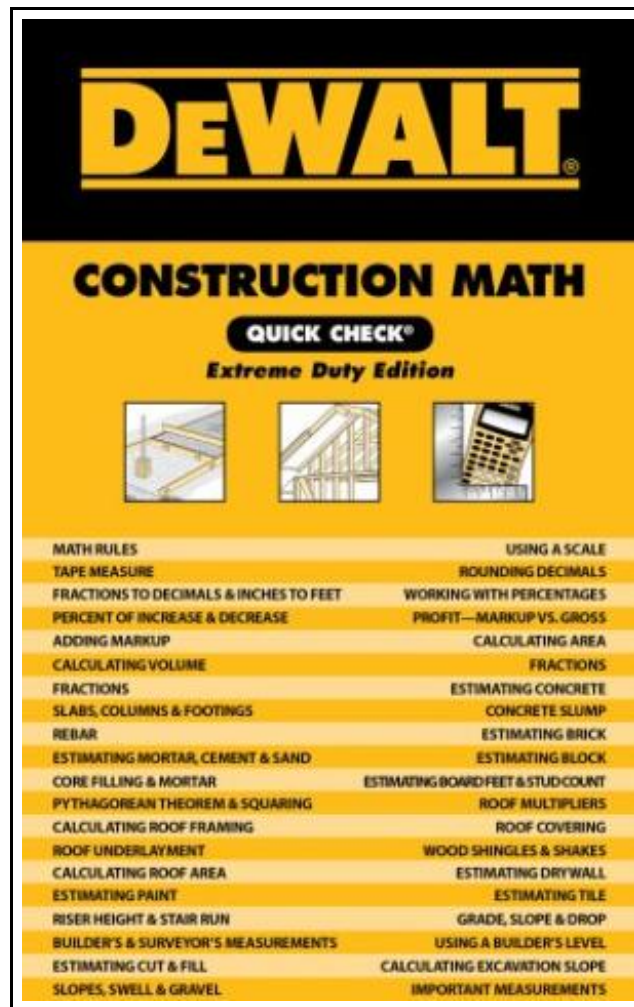 DEWALT®
CONSTRUCTION MATH
QUICK CHECK®
Extreme Duty Edition
MATH RULES USING A SCALE
TAPE MEASURE ROUNDING DECIMALS
FRACTIONS TO DECIMALS & INCHES TO FEET WORKING WITH PERCENTAGES
PERCENT OF INCREASE & DECREASE PROFIT—MARKUP VS. GROSS
ADDING MARKUP CALCULATING AREA
CALCULATING VOLUME FRACTIONS
FRACTIONS ESTIMATING CONCRETE
SLABS, COLUMNS & FOOTINGS CONCRETE SLUMP
REBAR ESTIMATING BRICK
ESTIMATING MORTAR, CEMENT & SAND ESTIMATING BLOCK
CORE FILLING & MORTAR ESTIMATING BOARD FEET & STUD COUNT
PYTHAGOREAN THEOREM & SQUARING ROOF MULTIPLIERS
CALCULATING ROOF FRAMING ROOF COVERING
ROOF UNDERLAYMENT WOOD SHINGLES & SHAKES
CALCULATING ROOF AREA ESTIMATING DRYWALL
ESTIMATING PAINT ESTIMATING TILE
RISER HEIGHT & STAIR RUN GRADE, SLOPE & DROP
BUILDER'S & SURVEYOR'S MEASUREMENTS USING A BUILDER'S LEVEL
ESTIMATING CUT & FILL CALCULATING EXCAVATION SLOPE
SLOPES, SWELL & GRAVEL IMPORTANT MEASUREMENTS